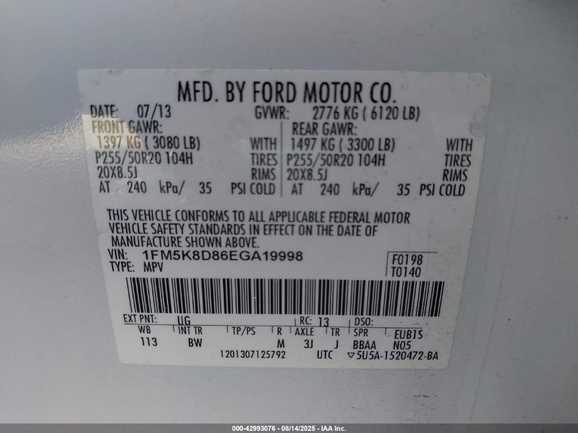 MFD. BY FORD MOTOR CO.
DATE: 07/13 GVWR: 2776 KG ( 6120 LB)
FRONT GAWR: REAR GAWR:
1397 KG ( 3080 LB) WITH 1497 KG ( 3300 LB) WITH
P255/50R20 104H TIRES P255/50R20 104H TIRES
20X8.5J RIMS 20X8.5J RIMS
AT 240 kPa/ 35 PSI COLD AT 240 kPa/ 35 PSI COLD
THIS VEHICLE CONFORMS TO ALL APPLICABLE FEDERAL MOTOR
VEHICLE SAFETY STANDARDS IN EFFECT ON THE DATE OF
MANUFACTURE SHOWN ABOVE.
VIN: 1FM5K8D86EGA19998 F0198
TYPE: MPV T0140
EXT PNT: UG RC: 13 DSO:
WB INT TR TP/PS R AXLE TR SPR EUB15
113 BW M 3J J BBAA N05
1201307125792 UTC ▽5U5A-1520472-BA
000-42993076 - 08/14/2025 - IAA Inc.